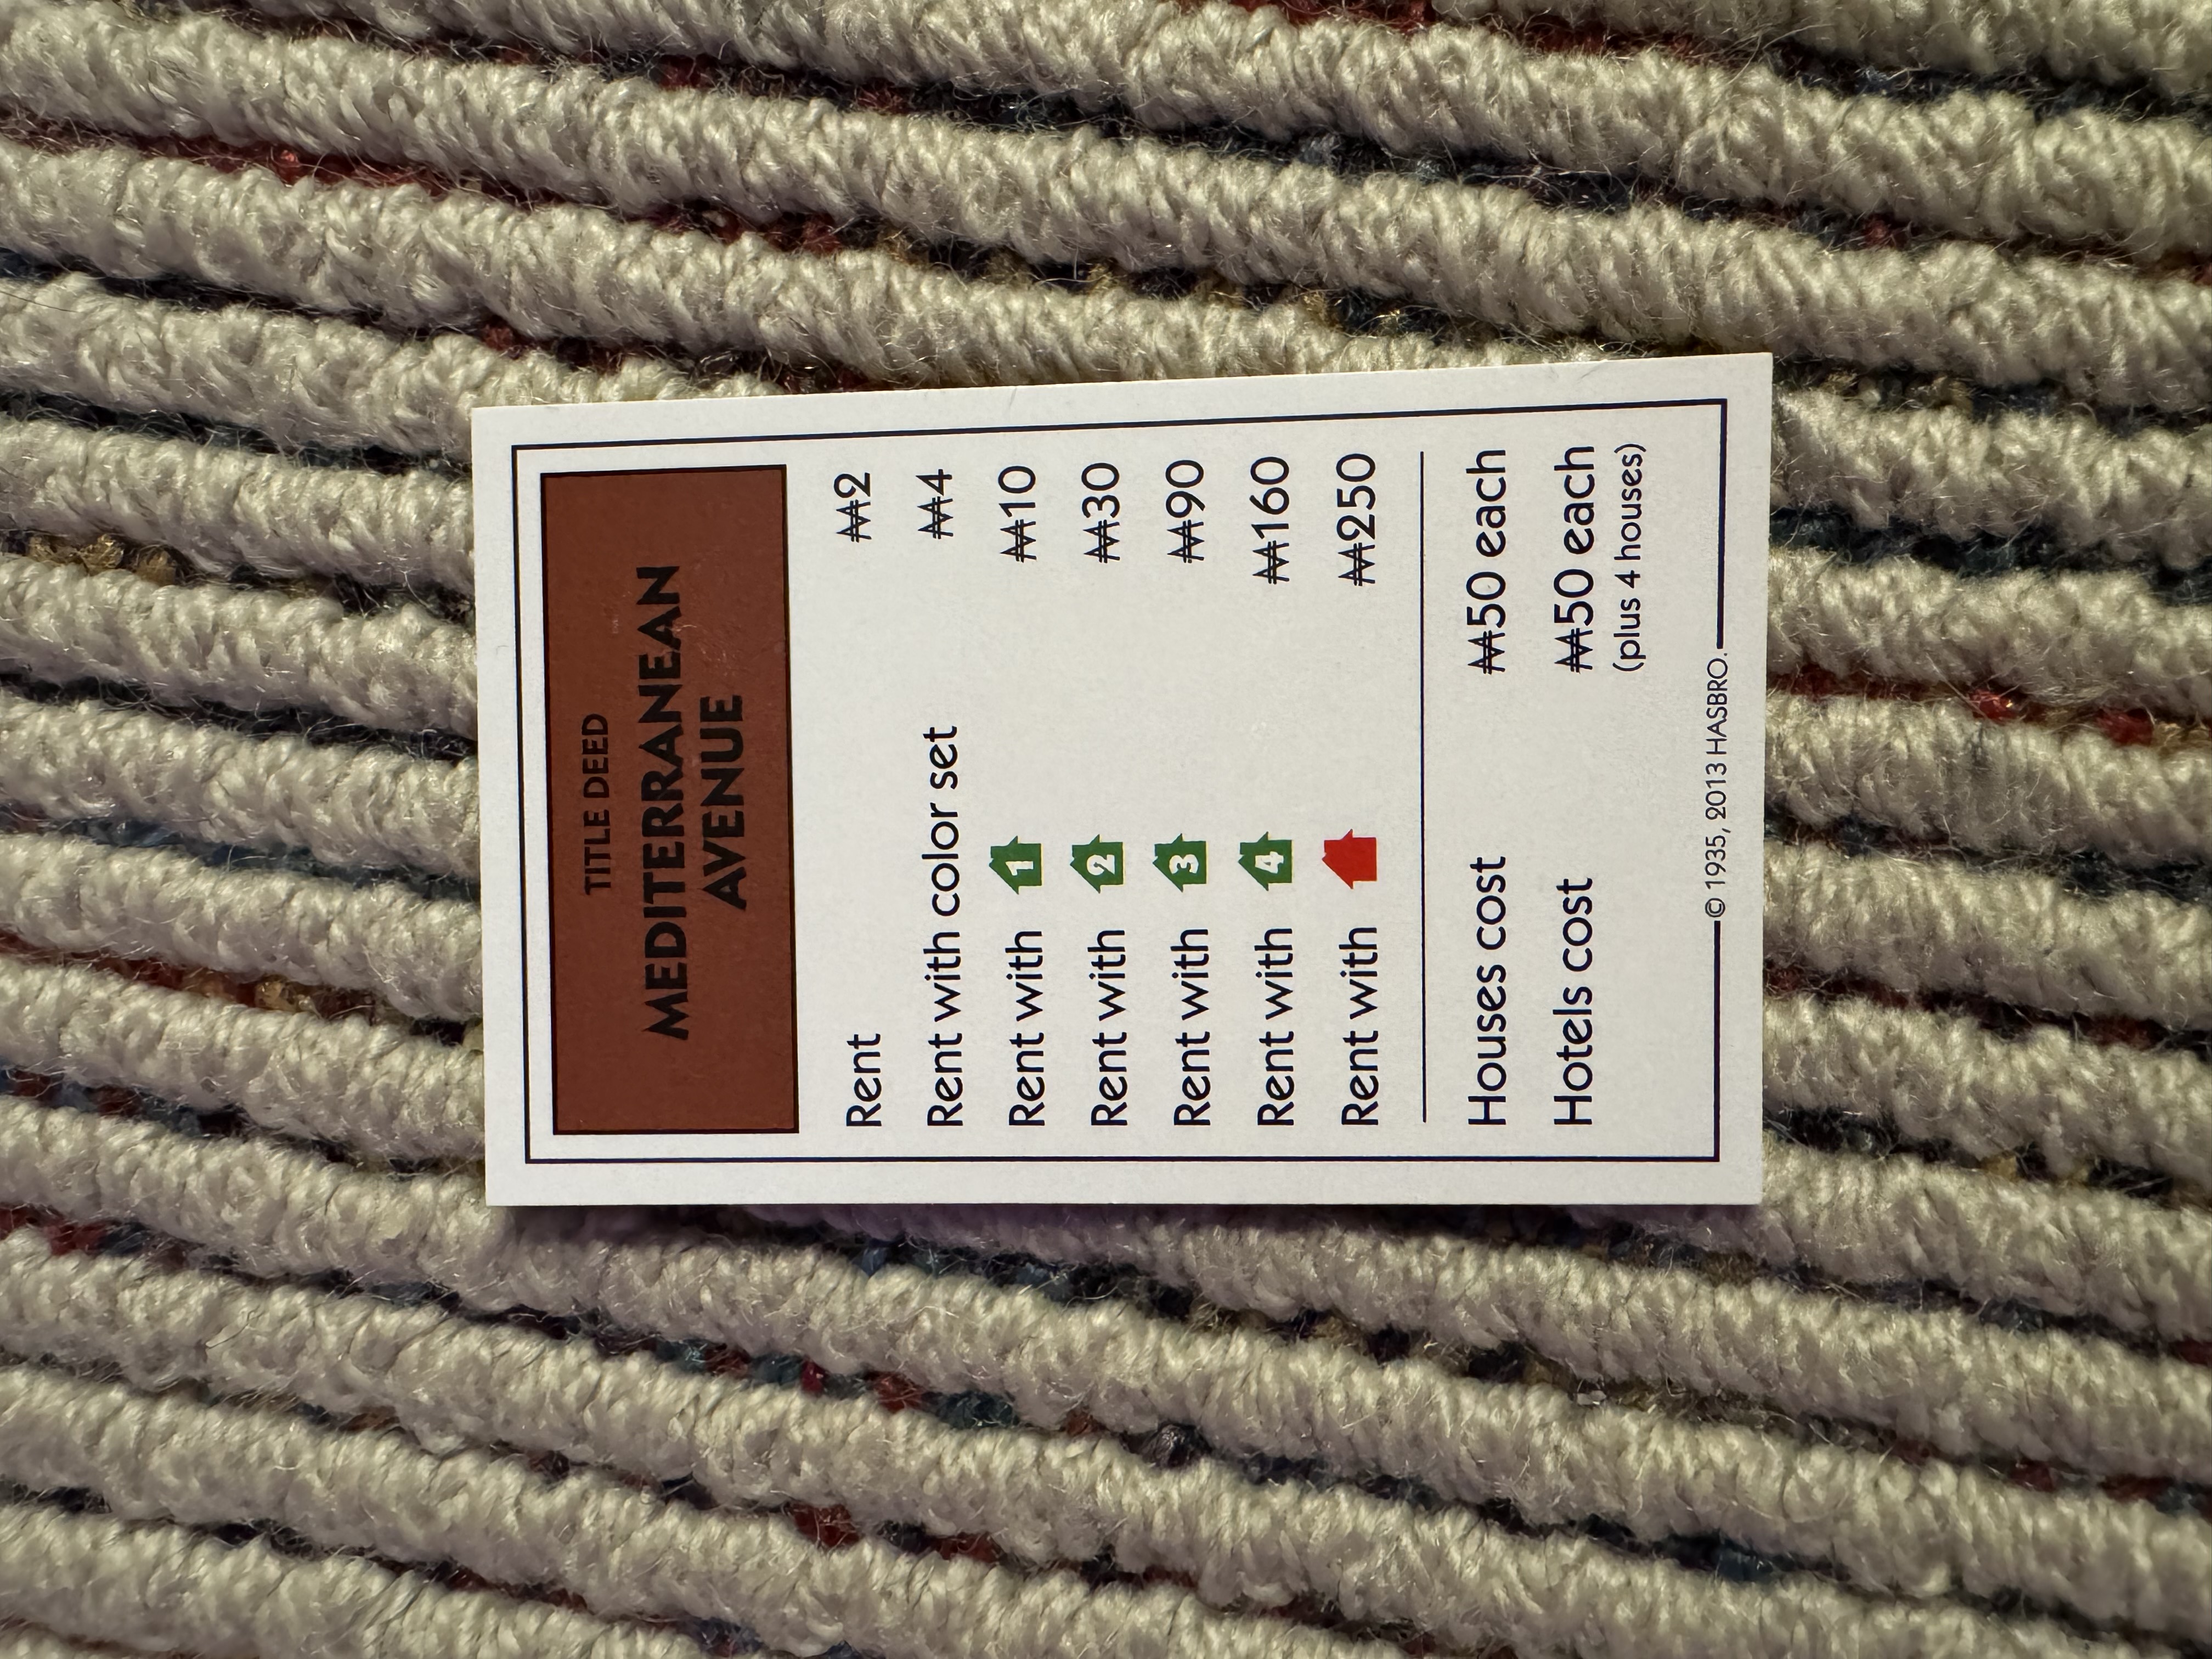 TITLE DEED
MEDITERRANEAN
AVENUE
Rent ₩2
Rent with color set ₩4
Rent with 1 ₩10
Rent with 2 ₩30
Rent with 3 ₩90
Rent with 4 ₩160
Rent with ₩250
Houses cost ₩50 each
Hotels cost ₩50 each
(plus 4 houses)
© 1935, 2013 HASBRO.